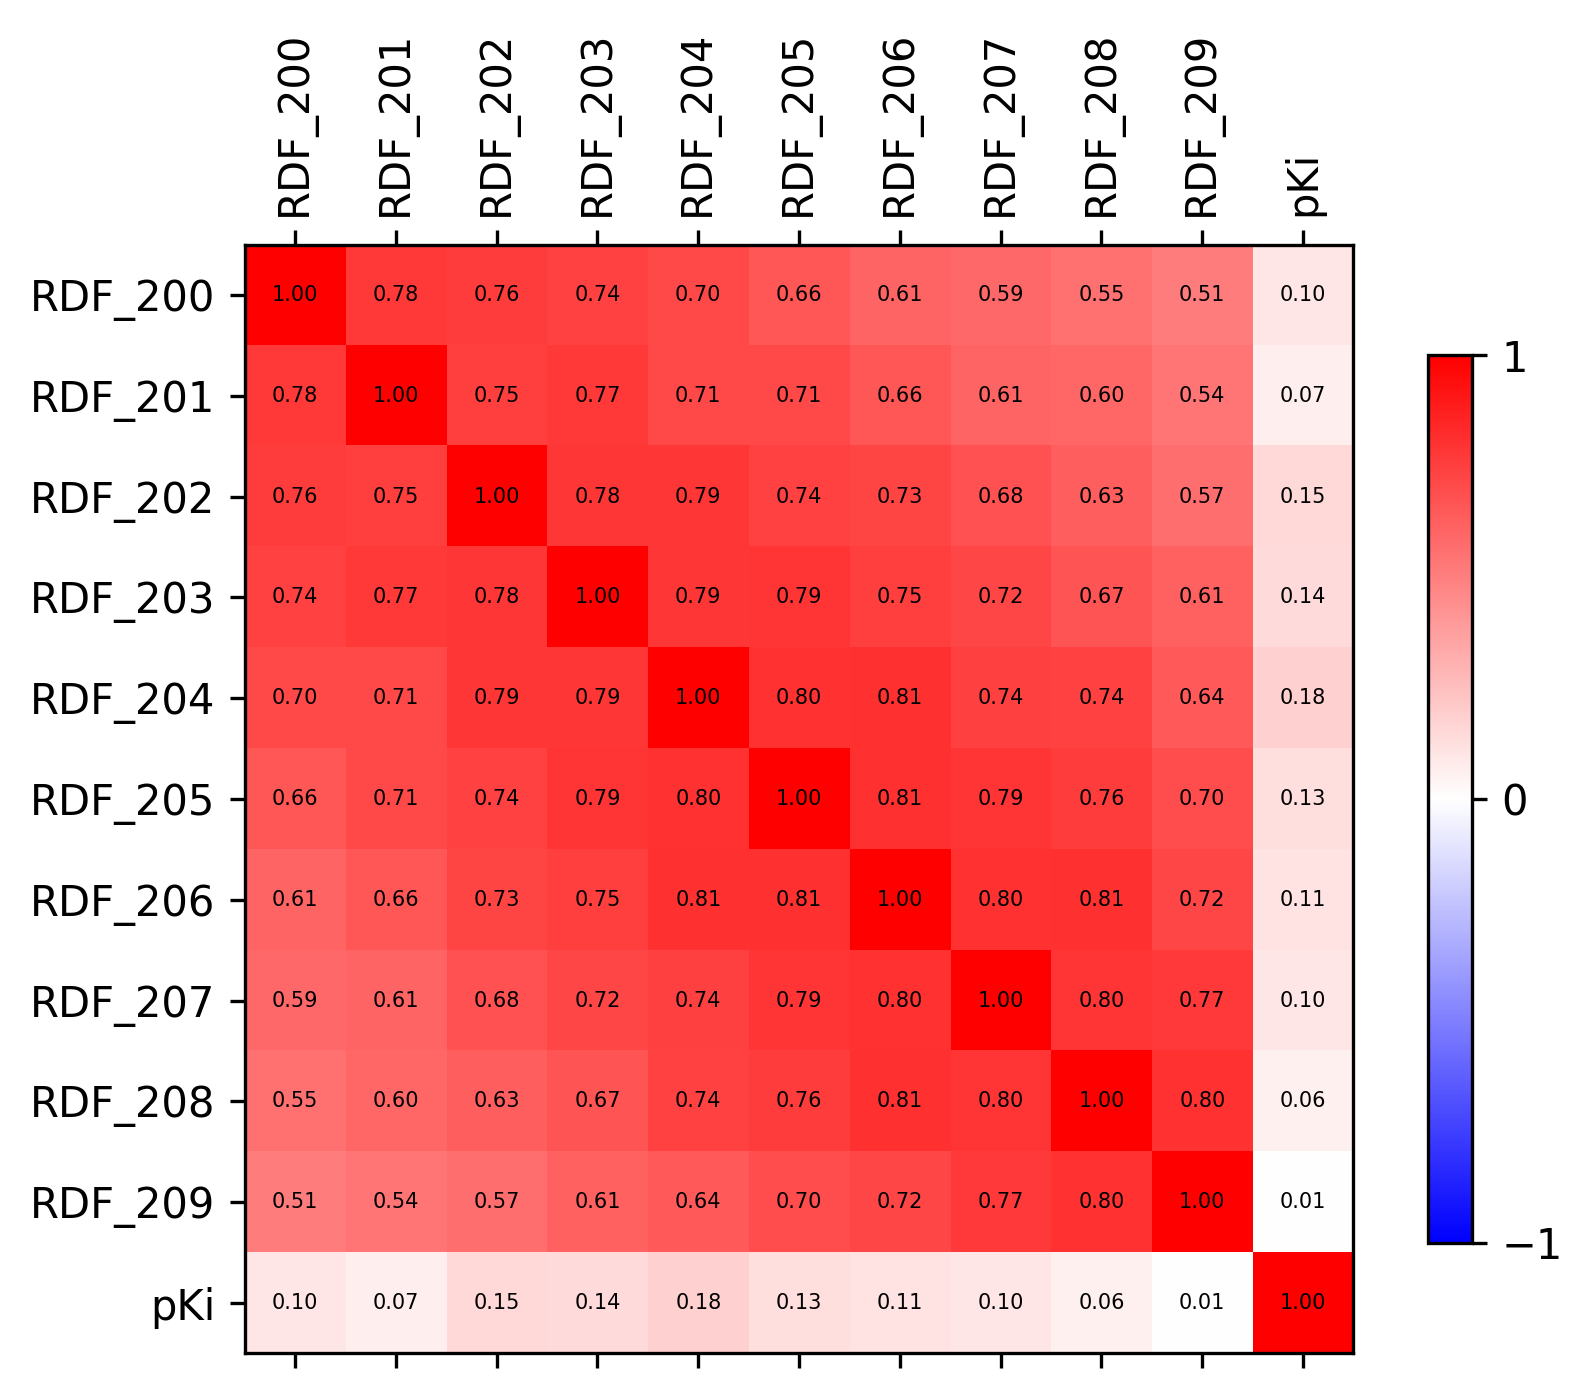 RDF_200 RDF_201 RDF_202 RDF_203 RDF_204 RDF_205 RDF_206 RDF_207 RDF_208 RDF_209 pKi
RDF_200 1.00 0.78 0.76 0.74 0.70 0.66 0.61 0.59 0.55 0.51 0.10
RDF_201 0.78 1.00 0.75 0.77 0.71 0.71 0.66 0.61 0.60 0.54 0.07
RDF_202 0.76 0.75 1.00 0.78 0.79 0.74 0.73 0.68 0.63 0.57 0.15
RDF_203 0.74 0.77 0.78 1.00 0.79 0.79 0.75 0.72 0.67 0.61 0.14
RDF_204 0.70 0.71 0.79 0.79 1.00 0.80 0.81 0.74 0.74 0.64 0.18
RDF_205 0.66 0.71 0.74 0.79 0.80 1.00 0.81 0.79 0.76 0.70 0.13
RDF_206 0.61 0.66 0.73 0.75 0.81 0.81 1.00 0.80 0.81 0.72 0.11
RDF_207 0.59 0.61 0.68 0.72 0.74 0.79 0.80 1.00 0.80 0.77 0.10
RDF_208 0.55 0.60 0.63 0.67 0.74 0.76 0.81 0.80 1.00 0.80 0.06
RDF_209 0.51 0.54 0.57 0.61 0.64 0.70 0.72 0.77 0.80 1.00 0.01
pKi 0.10 0.07 0.15 0.14 0.18 0.13 0.11 0.10 0.06 0.01 1.00
1
0
−1